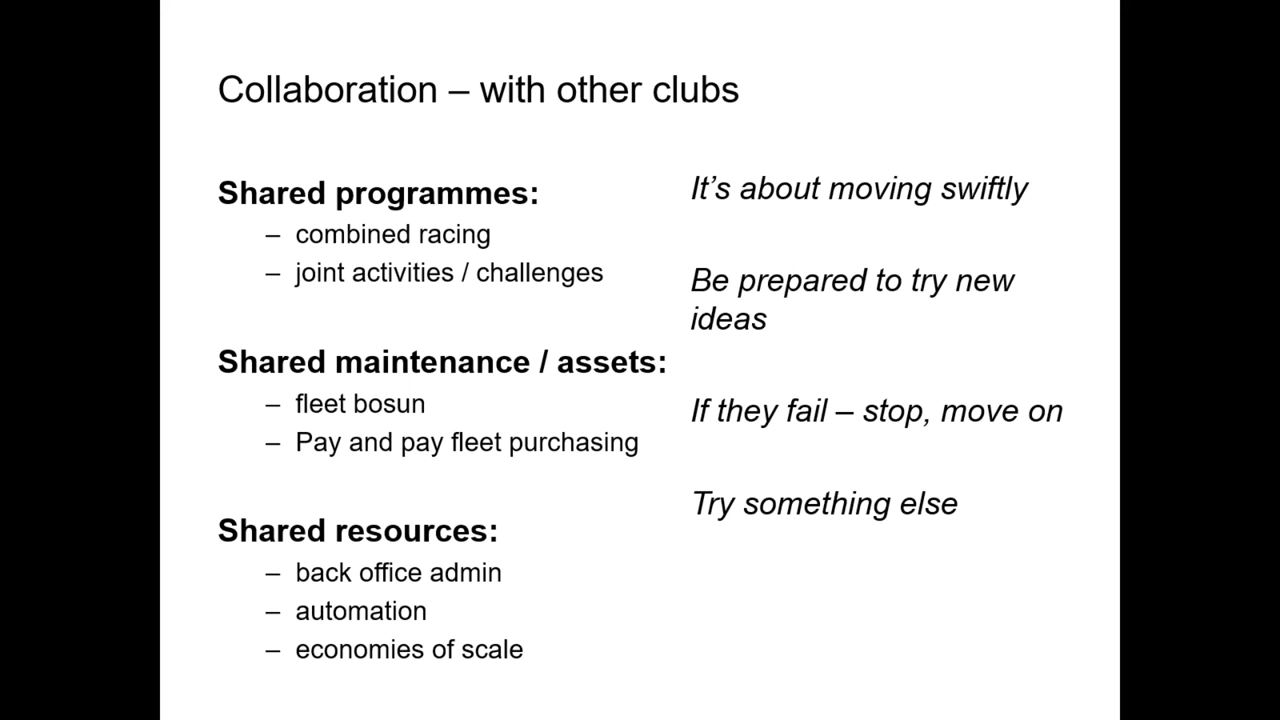 Collaboration – with other clubs
Shared programmes:
– combined racing
– joint activities / challenges
Shared maintenance / assets:
– fleet bosun
– Pay and pay fleet purchasing
Shared resources:
– back office admin
– automation
– economies of scale
It’s about moving swiftly
Be prepared to try new
ideas
If they fail – stop, move on
Try something else